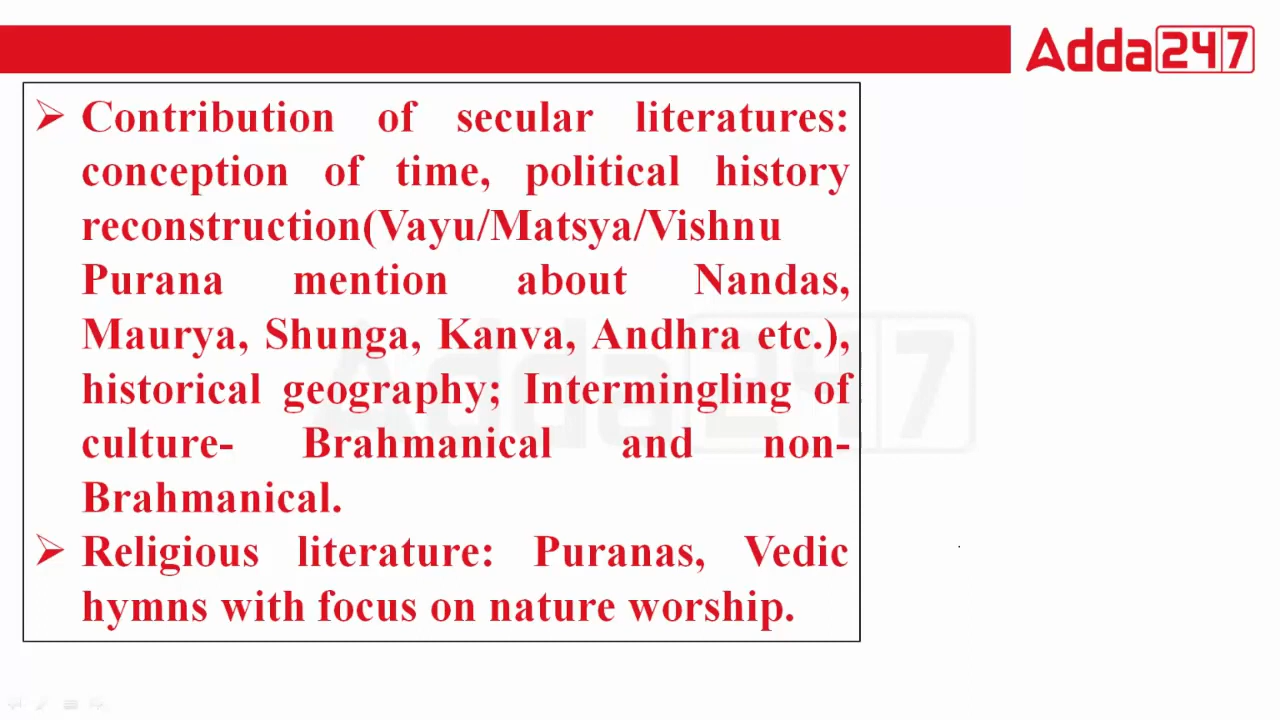 Adda247
➢ Contribution of secular literatures:
conception of time, political history
reconstruction(Vayu/Matsya/Vishnu
Purana mention about Nandas,
Maurya, Shunga, Kanva, Andhra etc.),
historical geography; Intermingling of
culture- Brahmanical and non-
Brahmanical.
➢ Religious literature: Puranas, Vedic
hymns with focus on nature worship.
Adda247